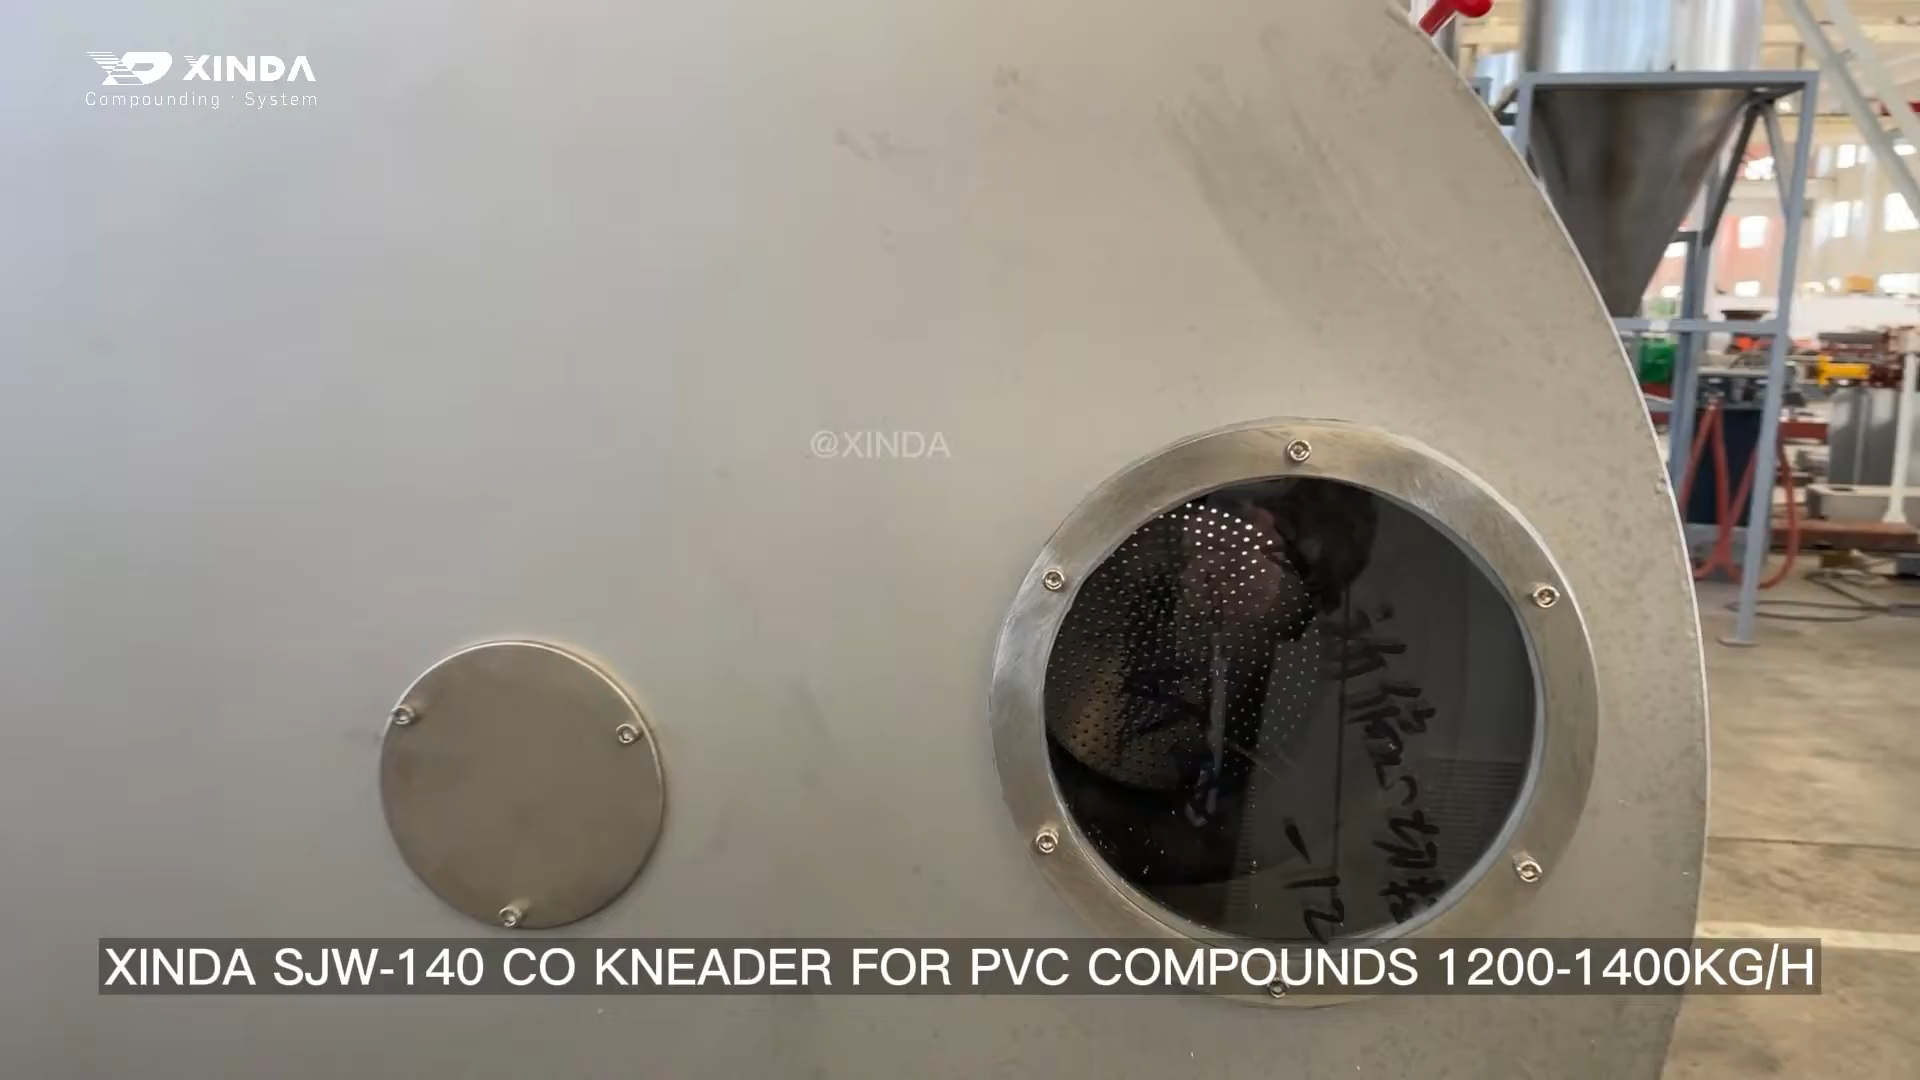 XINDA
Compounding · System
@XINDA
XINDA SJW-140 CO KNEADER FOR PVC COMPOUNDS 1200-1400KG/H